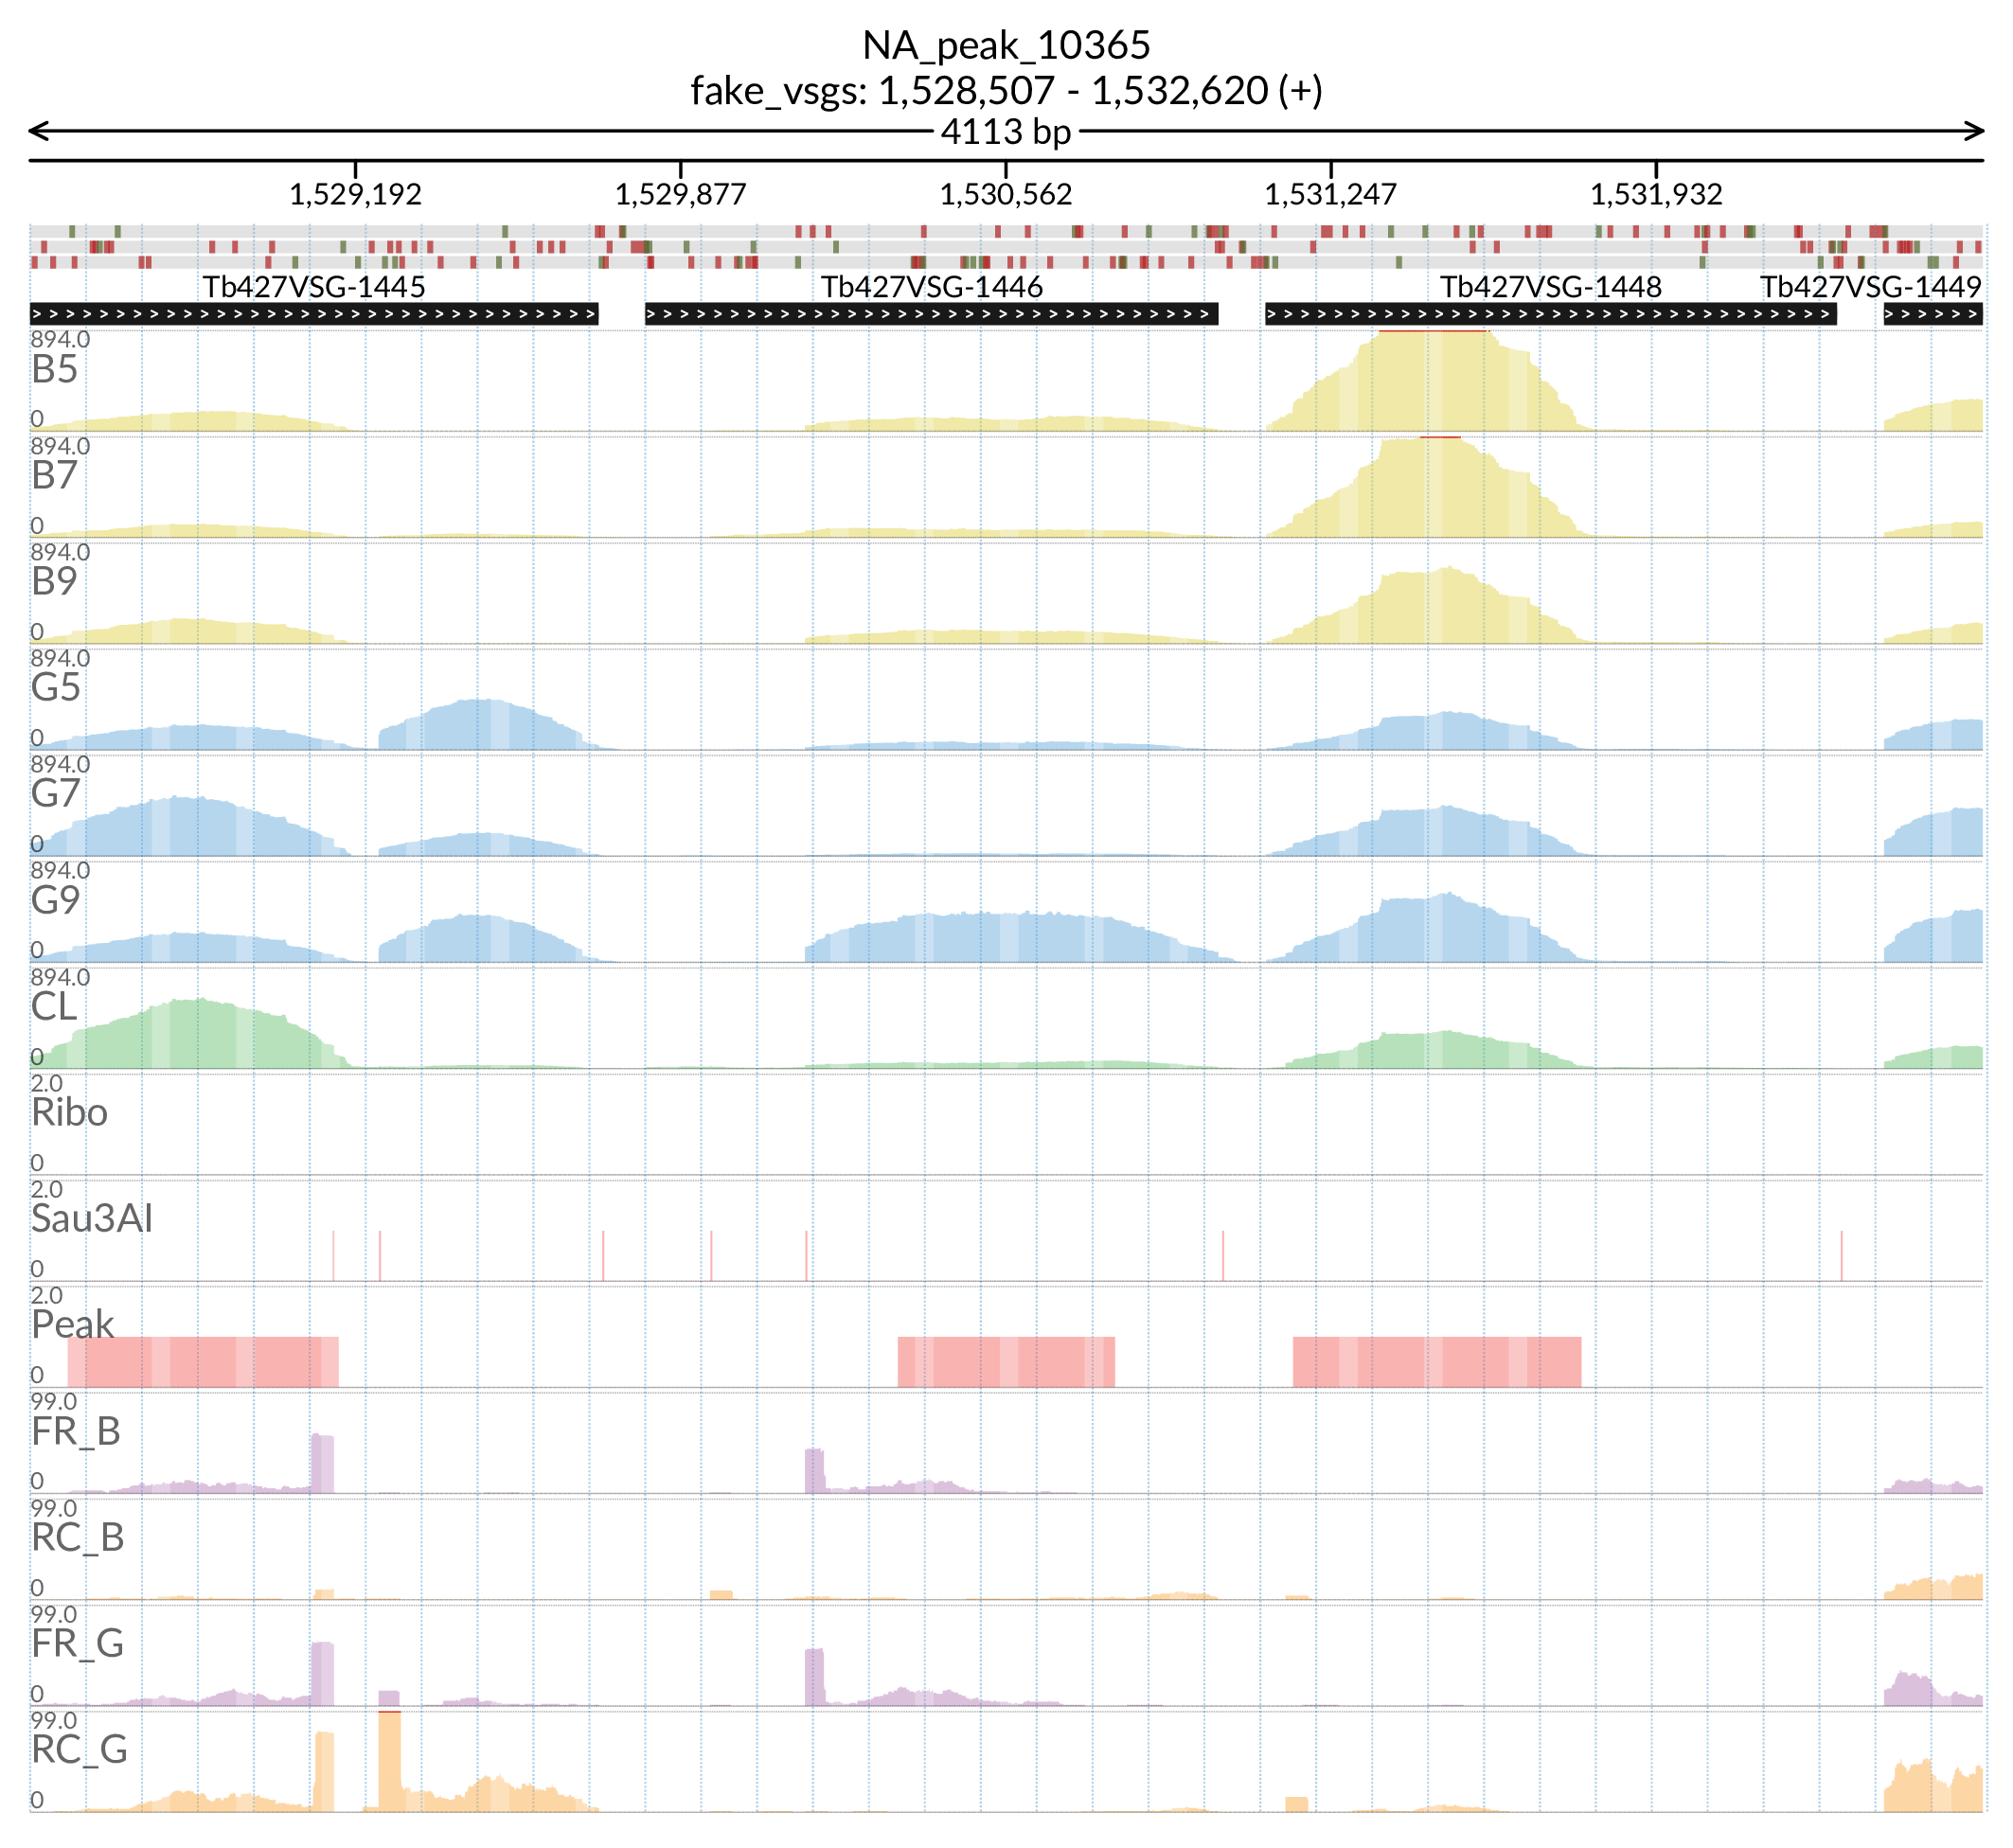 NA_peak_10365
fake_vsgs: 1,528,507 - 1,532,620 (+)
4113 bp
1,529,192 1,529,877 1,530,562 1,531,247 1,531,932
Tb427VSG-1445 Tb427VSG-1446 Tb427VSG-1448 Tb427VSG-1449
894.0
B5
0
894.0
B7
0
894.0
B9
0
894.0
G5
0
894.0
G7
0
894.0
G9
0
894.0
CL
0
2.0
Ribo
0
2.0
Sau3AI
0
2.0
Peak
0
99.0
FR_B
0
99.0
RC_B
0
99.0
FR_G
0
99.0
RC_G
0